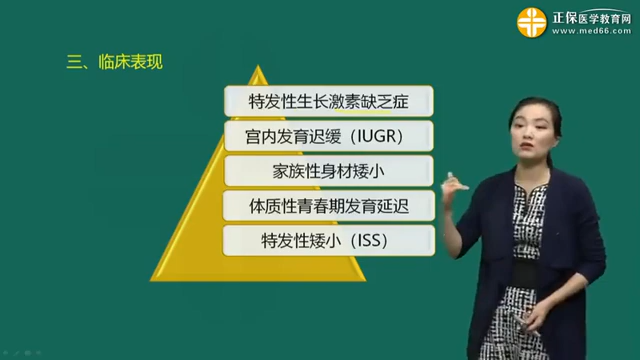 正保医学教育网
www.med66.com
三、临床表现
特发性生长激素缺乏症
宫内发育迟缓（IUGR）
家族性身材矮小
体质性青春期发育延迟
特发性矮小（ISS）